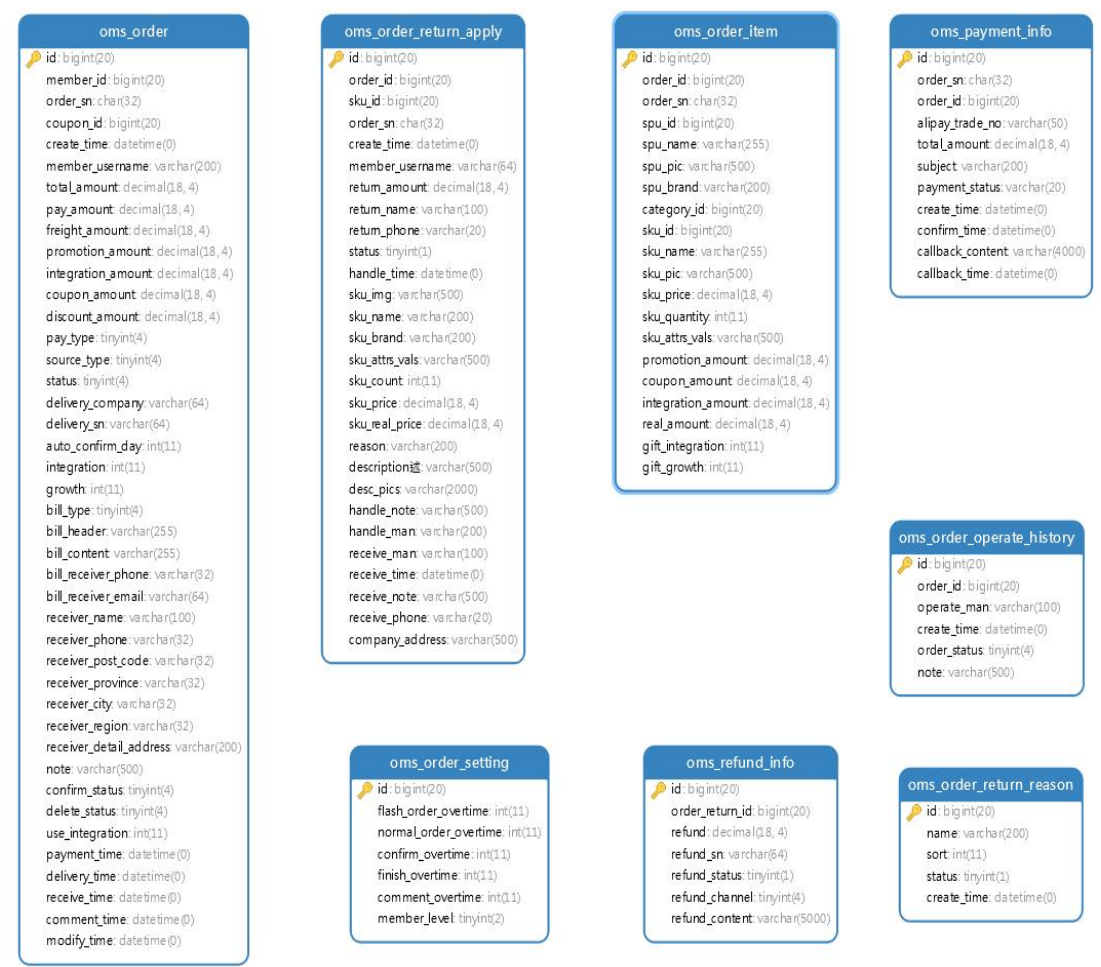 oms_order
id: bigint(20)
member_id: bigint(20)
order_sn: char(32)
coupon_id: bigint(20)
create_time: datetime(0)
member_username: varchar(200)
total_amount: decimal(18, 4)
pay_amount: decimal(18, 4)
freight_amount: decimal(18, 4)
promotion_amount: decimal(18, 4)
integration_amount: decimal(18, 4)
coupon_amount: decimal(18, 4)
discount_amount: decimal(18, 4)
pay_type: tinyint(4)
source_type: tinyint(4)
status: tinyint(4)
delivery_company: varchar(64)
delivery_sn: varchar(64)
auto_confirm_day: int(11)
integration: int(11)
growth: int(11)
bill_type: tinyint(4)
bill_header: varchar(255)
bill_content: varchar(255)
bill_receiver_phone: varchar(32)
bill_receiver_email: varchar(64)
receiver_name: varchar(100)
receiver_phone: varchar(32)
receiver_post_code: varchar(32)
receiver_province: varchar(32)
receiver_city: varchar(32)
receiver_region: varchar(32)
receiver_detail_address: varchar(200)
note: varchar(500)
confirm_status: tinyint(4)
delete_status: tinyint(4)
use_integration: int(11)
payment_time: datetime(0)
delivery_time: datetime(0)
receive_time: datetime(0)
comment_time: datetime(0)
modify_time: datetime(0)
oms_order_return_apply
id: bigint(20)
order_id: bigint(20)
sku_id: bigint(20)
order_sn: char(32)
create_time: datetime(0)
member_username: varchar(64)
return_amount: decimal(18, 4)
return_name: varchar(100)
return_phone: varchar(20)
status: tinyint(1)
handle_time: datetime(0)
sku_img: varchar(500)
sku_name: varchar(200)
sku_brand: varchar(200)
sku_attrs_vals: varchar(500)
sku_count: int(11)
sku_price: decimal(18, 4)
sku_real_price: decimal(18, 4)
reason: varchar(200)
description述: varchar(500)
desc_pics: varchar(2000)
handle_note: varchar(500)
handle_man: varchar(200)
receive_man: varchar(100)
receive_time: datetime(0)
receive_note: varchar(500)
receive_phone: varchar(20)
company_address: varchar(500)
oms_order_item
id: bigint(20)
order_id: bigint(20)
order_sn: char(32)
spu_id: bigint(20)
spu_name: varchar(255)
spu_pic: varchar(500)
spu_brand: varchar(200)
category_id: bigint(20)
sku_id: bigint(20)
sku_name: varchar(255)
sku_pic: varchar(500)
sku_price: decimal(18, 4)
sku_quantity: int(11)
sku_attrs_vals: varchar(500)
promotion_amount: decimal(18, 4)
coupon_amount: decimal(18, 4)
integration_amount: decimal(18, 4)
real_amount: decimal(18, 4)
gift_integration: int(11)
gift_growth: int(11)
oms_payment_info
id: bigint(20)
order_sn: char(32)
order_id: bigint(20)
alipay_trade_no: varchar(50)
total_amount: decimal(18, 4)
subject: varchar(200)
payment_status: varchar(20)
create_time: datetime(0)
confirm_time: datetime(0)
callback_content: varchar(4000)
callback_time: datetime(0)
oms_order_operate_history
id: bigint(20)
order_id: bigint(20)
operate_man: varchar(100)
create_time: datetime(0)
order_status: tinyint(4)
note: varchar(500)
oms_order_setting
id: bigint(20)
flash_order_overtime: int(11)
normal_order_overtime: int(11)
confirm_overtime: int(11)
finish_overtime: int(11)
comment_overtime: int(11)
member_level: tinyint(2)
oms_refund_info
id: bigint(20)
order_return_id: bigint(20)
refund: decimal(18, 4)
refund_sn: varchar(64)
refund_status: tinyint(1)
refund_channel: tinyint(4)
refund_content: varchar(5000)
oms_order_return_reason
id: bigint(20)
name: varchar(200)
sort: int(11)
status: tinyint(1)
create_time: datetime(0)